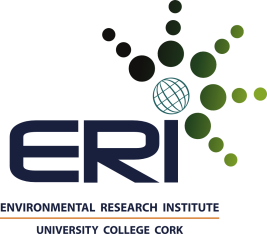 ERI
ENVIRONMENTAL RESEARCH INSTITUTE
UNIVERSITY COLLEGE CORK